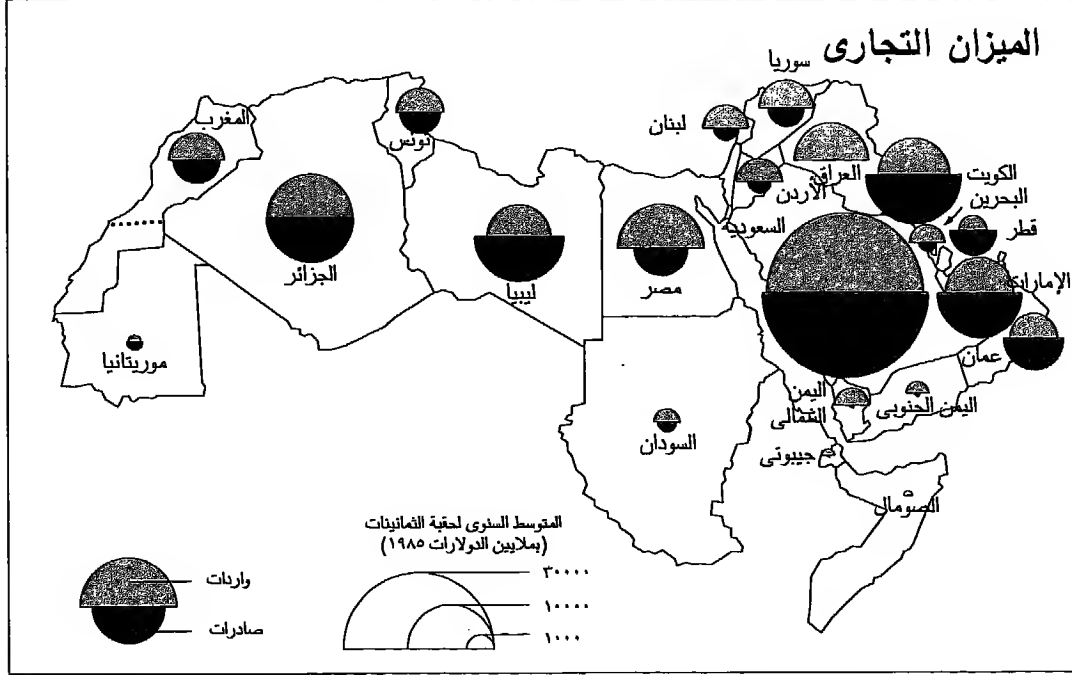 الميزان التجارى
سوريا
لبنان
العراق
الأردن
الكويت
البحرين
قطر
السعودية
الإمارات
عمان
اليمن
الشمالى
اليمن الجنوبى
جيبوتى
الصومال
المغرب
تونس
الجزائر
ليبيا
مصر
موريتانيا
السودان
المتوسط السنوى لحقبة الثمانينات
(بملايين الدولارات ١٩٨٥)
٣٠٠٠٠
١٠٠٠٠
١٠٠٠
واردات
صادرات